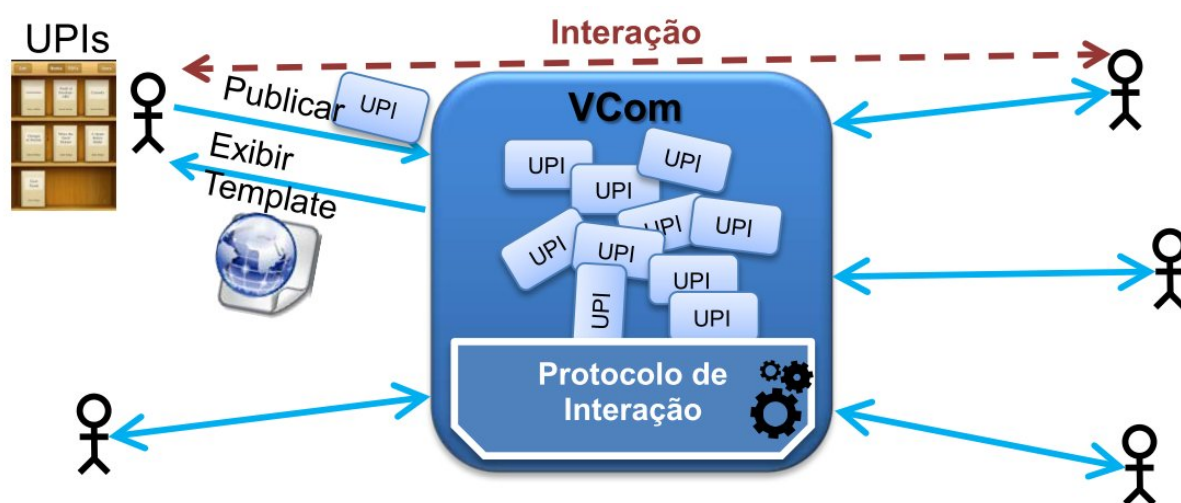 UPIs
Interação
Publicar
UPI
Exibir
Template
VCom
UPI
UPI
UPI
UPI
UPI
UPI
UPI
UPI
UPI
UPI
Protocolo de
Interação